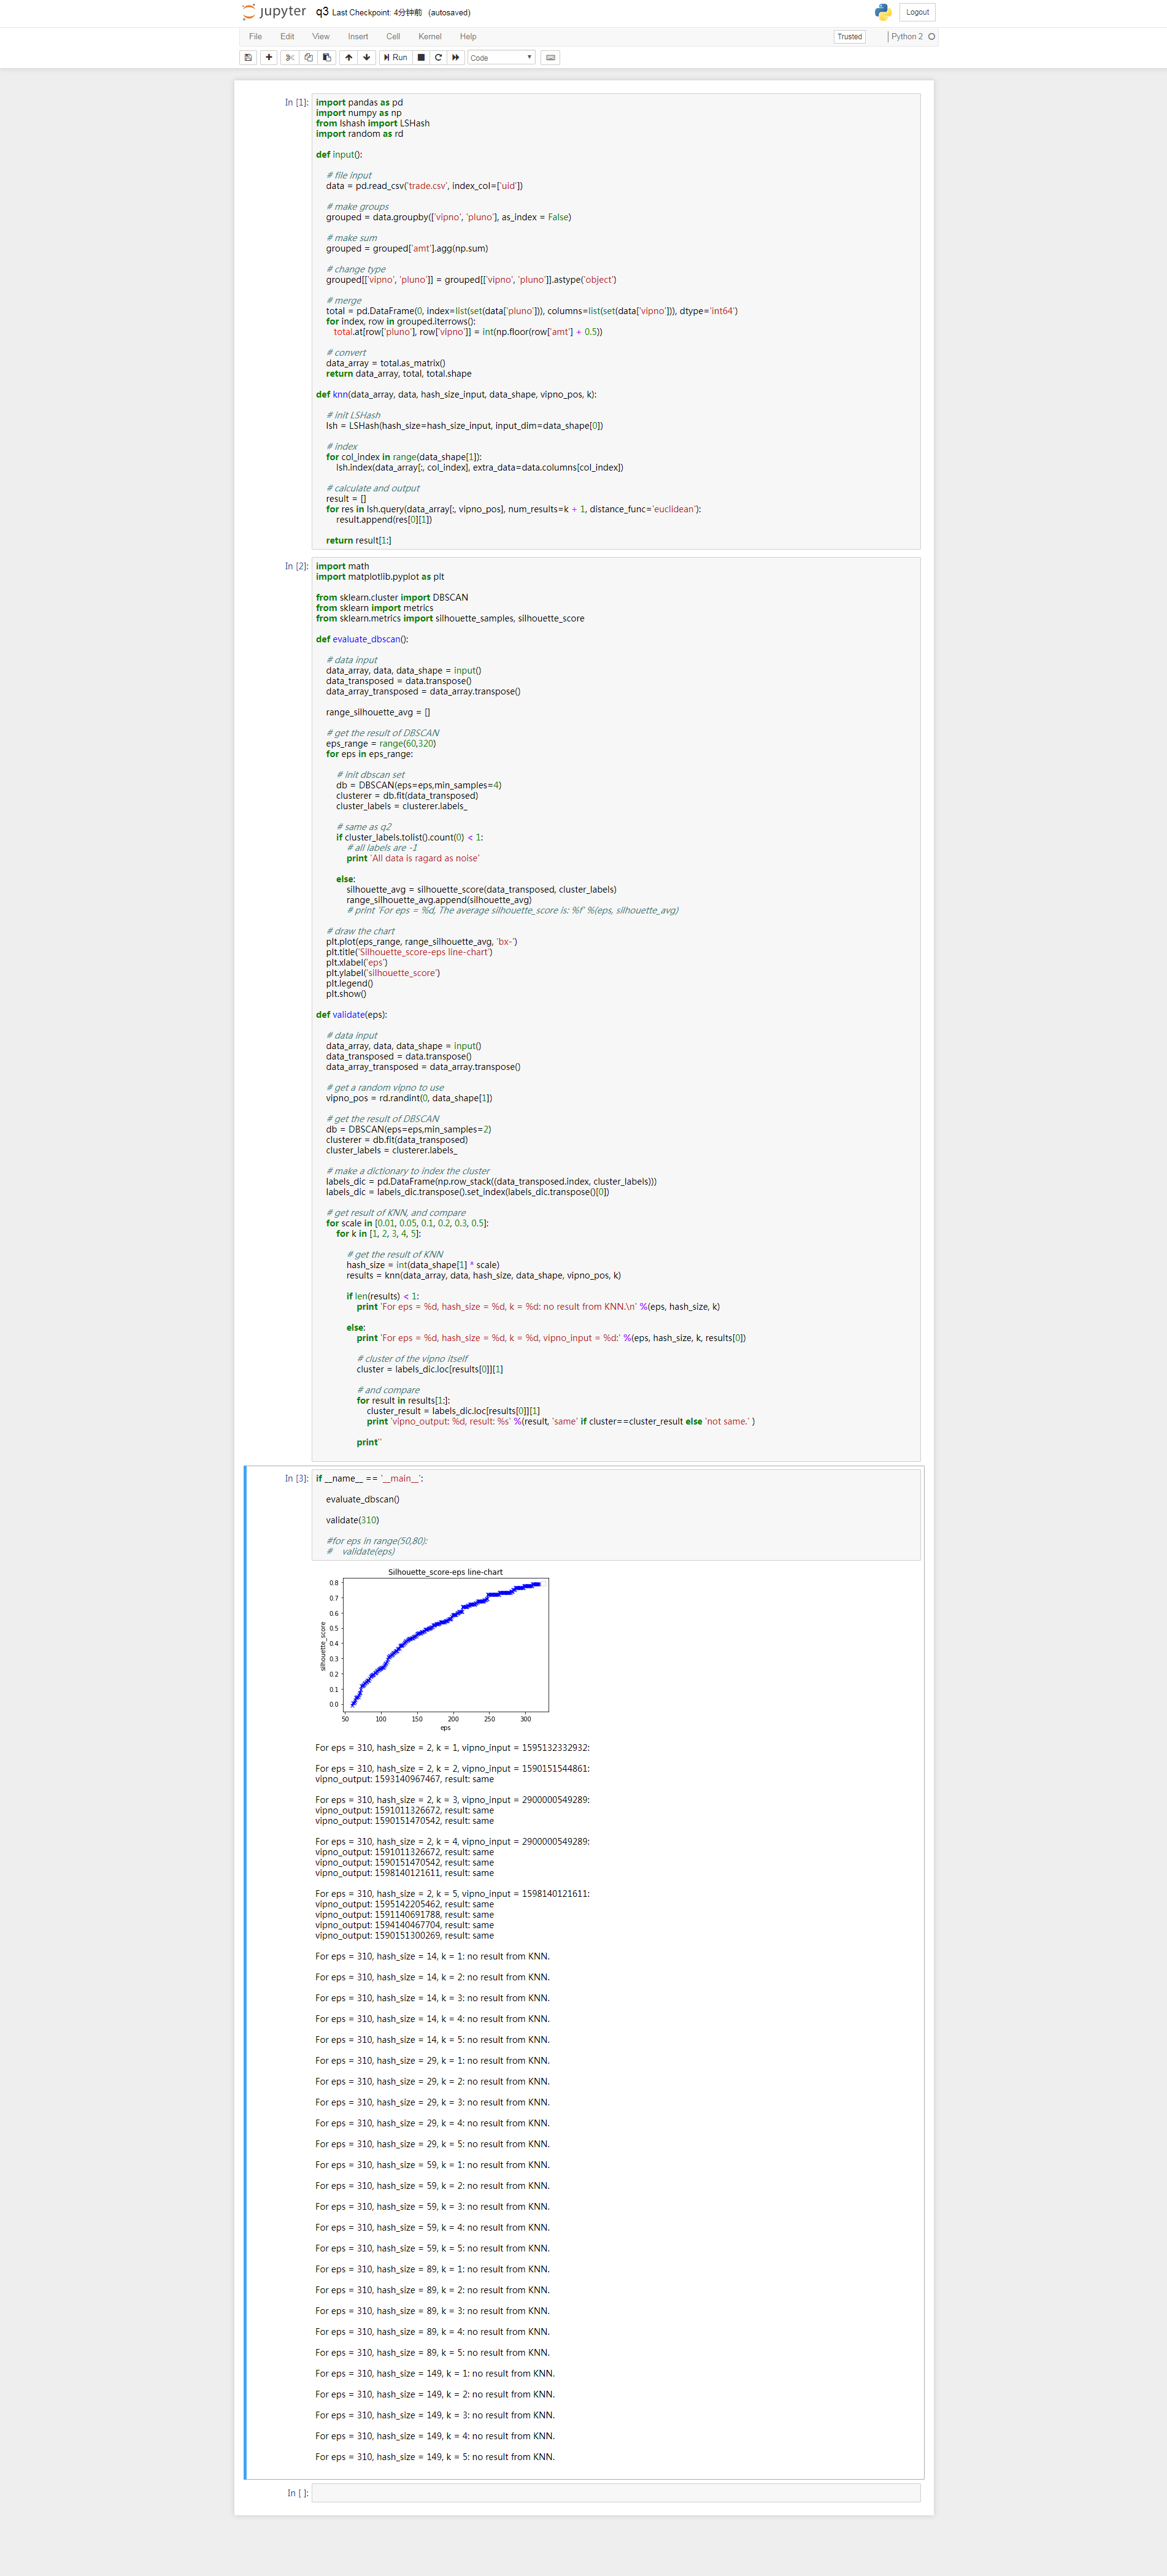 jupyter q3 Last Checkpoint: 4分钟前 (autosaved) Logout
File Edit View Insert Cell Kernel Help Trusted Python 2
Run Code
In [1]:
import pandas as pd
import numpy as np
from lshash import LSHash
import random as rd
def input():
# file input
data = pd.read_csv('trade.csv', index_col=['uid'])
# make groups
grouped = data.groupby(['vipno', 'pluno'], as_index = False)
# make sum
grouped = grouped['amt'].agg(np.sum)
# change type
grouped[['vipno', 'pluno']] = grouped[['vipno', 'pluno']].astype('object')
# merge
total = pd.DataFrame(0, index=list(set(data['pluno'])), columns=list(set(data['vipno'])), dtype='int64')
for index, row in grouped.iterrows():
total.at[row['pluno'], row['vipno']] = int(np.floor(row['amt'] + 0.5))
# convert
data_array = total.as_matrix()
return data_array, total, total.shape
def knn(data_array, data, hash_size_input, data_shape, vipno_pos, k):
# init LSHash
lsh = LSHash(hash_size=hash_size_input, input_dim=data_shape[0])
# index
for col_index in range(data_shape[1]):
lsh.index(data_array[:, col_index], extra_data=data.columns[col_index])
# calculate and output
result = []
for res in lsh.query(data_array[:, vipno_pos], num_results=k + 1, distance_func='euclidean'):
result.append(res[0][1])
return result[1:]
In [2]:
import math
import matplotlib.pyplot as plt
from sklearn.cluster import DBSCAN
from sklearn import metrics
from sklearn.metrics import silhouette_samples, silhouette_score
def evaluate_dbscan():
# data input
data_array, data, data_shape = input()
data_transposed = data.transpose()
data_array_transposed = data_array.transpose()
range_silhouette_avg = []
# get the result of DBSCAN
eps_range = range(60,320)
for eps in eps_range:
# init dbscan set
db = DBSCAN(eps=eps,min_samples=4)
clusterer = db.fit(data_transposed)
cluster_labels = clusterer.labels_
# same as q2
if cluster_labels.tolist().count(0) < 1:
# all labels are -1
print 'All data is ragard as noise'
else:
silhouette_avg = silhouette_score(data_transposed, cluster_labels)
range_silhouette_avg.append(silhouette_avg)
# print 'For eps = %d, The average silhouette_score is: %f' %(eps, silhouette_avg)
# draw the chart
plt.plot(eps_range, range_silhouette_avg, 'bx-')
plt.title('Silhouette_score-eps line-chart')
plt.xlabel('eps')
plt.ylabel('silhouette_score')
plt.legend()
plt.show()
def validate(eps):
# data input
data_array, data, data_shape = input()
data_transposed = data.transpose()
data_array_transposed = data_array.transpose()
# get a random vipno to use
vipno_pos = rd.randint(0, data_shape[1])
# get the result of DBSCAN
db = DBSCAN(eps=eps,min_samples=2)
clusterer = db.fit(data_transposed)
cluster_labels = clusterer.labels_
# make a dictionary to index the cluster
labels_dic = pd.DataFrame(np.row_stack((data_transposed.index, cluster_labels)))
labels_dic = labels_dic.transpose().set_index(labels_dic.transpose()[0])
# get result of KNN, and compare
for scale in [0.01, 0.05, 0.1, 0.2, 0.3, 0.5]:
for k in [1, 2, 3, 4, 5]:
# get the result of KNN
hash_size = int(data_shape[1] * scale)
results = knn(data_array, data, hash_size, data_shape, vipno_pos, k)
if len(results) < 1:
print 'For eps = %d, hash_size = %d, k = %d: no result from KNN.\n' %(eps, hash_size, k)
else:
print 'For eps = %d, hash_size = %d, k = %d, vipno_input = %d:' %(eps, hash_size, k, results[0])
# cluster of the vipno itself
cluster = labels_dic.loc[results[0]][1]
# and compare
for result in results[1:]:
cluster_result = labels_dic.loc[results[0]][1]
print 'vipno_output: %d, result: %s' %(result, 'same' if cluster==cluster_result else 'not same.' )
print''
In [3]:
if __name__ == '__main__':
evaluate_dbscan()
validate(310)
#for eps in range(50,80):
# validate(eps)
Silhouette_score-eps line-chart
0.8
0.7
0.6
0.5
0.4
0.3
0.2
0.1
0.0
silhouette_score
50 100 150 200 250 300
eps
For eps = 310, hash_size = 2, k = 1, vipno_input = 1595132332932:
For eps = 310, hash_size = 2, k = 2, vipno_input = 1590151544861:
vipno_output: 1593140967467, result: same
For eps = 310, hash_size = 2, k = 3, vipno_input = 2900000549289:
vipno_output: 1591011326672, result: same
vipno_output: 1590151470542, result: same
For eps = 310, hash_size = 2, k = 4, vipno_input = 2900000549289:
vipno_output: 1591011326672, result: same
vipno_output: 1590151470542, result: same
vipno_output: 1598140121611, result: same
For eps = 310, hash_size = 2, k = 5, vipno_input = 1598140121611:
vipno_output: 1595142205462, result: same
vipno_output: 1591140691788, result: same
vipno_output: 1594140467704, result: same
vipno_output: 1590151300269, result: same
For eps = 310, hash_size = 14, k = 1: no result from KNN.
For eps = 310, hash_size = 14, k = 2: no result from KNN.
For eps = 310, hash_size = 14, k = 3: no result from KNN.
For eps = 310, hash_size = 14, k = 4: no result from KNN.
For eps = 310, hash_size = 14, k = 5: no result from KNN.
For eps = 310, hash_size = 29, k = 1: no result from KNN.
For eps = 310, hash_size = 29, k = 2: no result from KNN.
For eps = 310, hash_size = 29, k = 3: no result from KNN.
For eps = 310, hash_size = 29, k = 4: no result from KNN.
For eps = 310, hash_size = 29, k = 5: no result from KNN.
For eps = 310, hash_size = 59, k = 1: no result from KNN.
For eps = 310, hash_size = 59, k = 2: no result from KNN.
For eps = 310, hash_size = 59, k = 3: no result from KNN.
For eps = 310, hash_size = 59, k = 4: no result from KNN.
For eps = 310, hash_size = 59, k = 5: no result from KNN.
For eps = 310, hash_size = 89, k = 1: no result from KNN.
For eps = 310, hash_size = 89, k = 2: no result from KNN.
For eps = 310, hash_size = 89, k = 3: no result from KNN.
For eps = 310, hash_size = 89, k = 4: no result from KNN.
For eps = 310, hash_size = 89, k = 5: no result from KNN.
For eps = 310, hash_size = 149, k = 1: no result from KNN.
For eps = 310, hash_size = 149, k = 2: no result from KNN.
For eps = 310, hash_size = 149, k = 3: no result from KNN.
For eps = 310, hash_size = 149, k = 4: no result from KNN.
For eps = 310, hash_size = 149, k = 5: no result from KNN.
In [ ]: